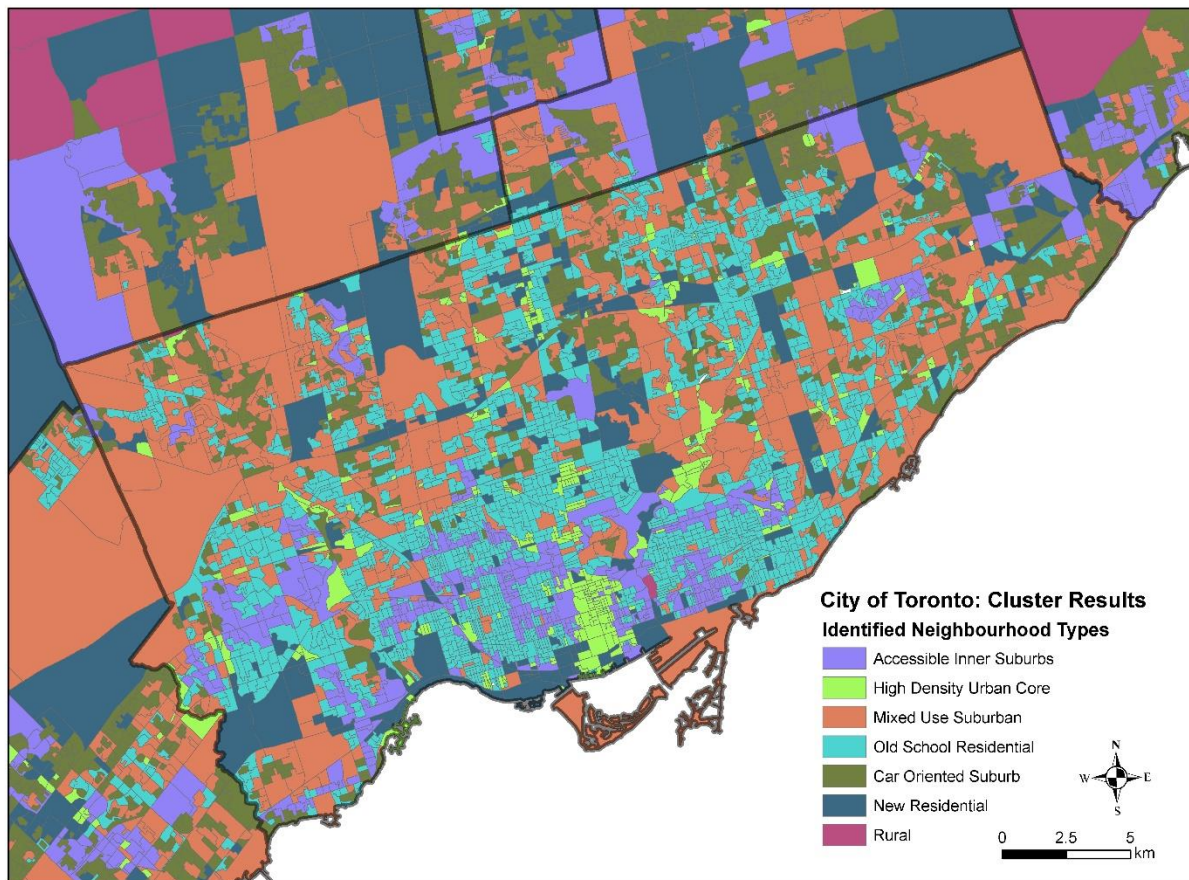 City of Toronto: Cluster Results
Identified Neighbourhood Types
Accessible Inner Suburbs
High Density Urban Core
Mixed Use Suburban
Old School Residential
Car Oriented Suburb
New Residential
Rural
N
W E
S
0 2.5 5
km